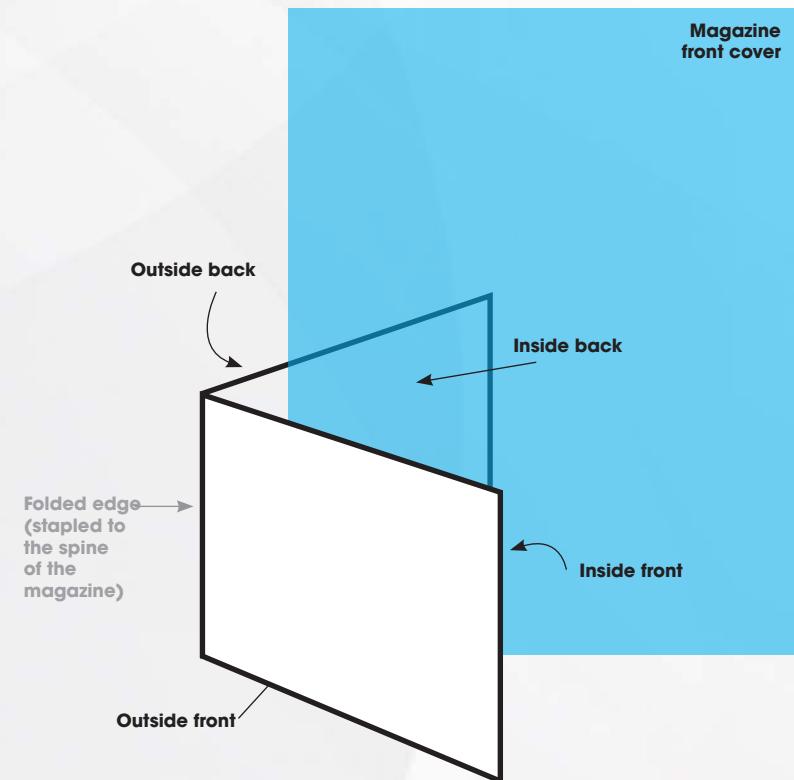 Magazine
front cover
Outside back
Inside back
Folded edge
(stapled to
the spine
of the
magazine)
Inside front
Outside front